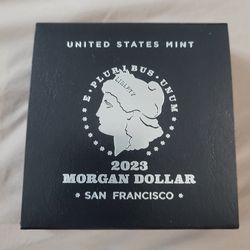 UNITED STATES MINT
E·PLURIBUS·UNUM
LIBERTY
2023
MORGAN DOLLAR
* SAN FRANCISCO *